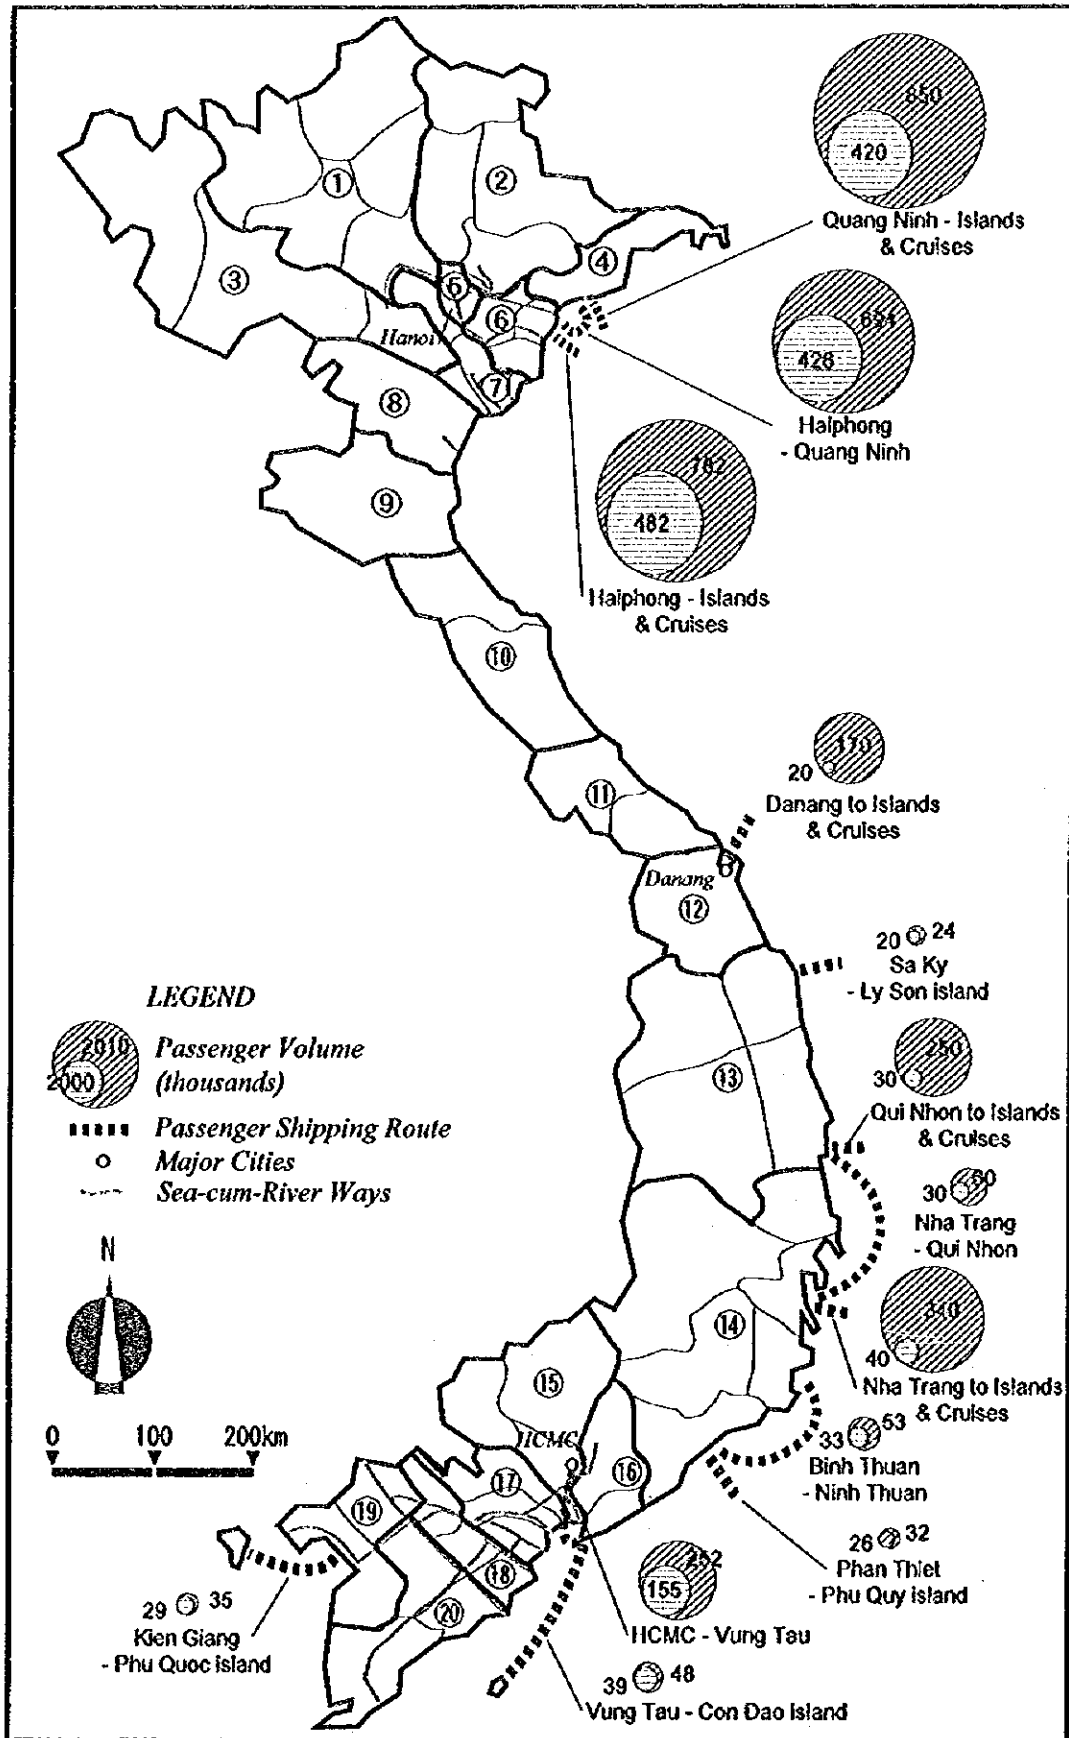 850
420
Quang Ninh - Islands
& Cruises
①
②
③
④
⑤
⑥
⑦
Hanoi
691
Haiphong
- Quang Ninh
⑧
⑨
782
482
Haiphong - Islands
& Cruises
⑩
170
20
Danang to Islands
& Cruises
⑪
Danang
⑫
20 24
Sa Ky
- Ly Son island
LEGEND
2010
2000
Passenger Volume
(thousands)
Passenger Shipping Route
Major Cities
Sea-cum-River Ways
⑬
250
30
Qui Nhon to Islands
& Cruises
30
Nha Trang
- Qui Nhon
N
⑭
340
40
Nha Trang to Islands
& Cruises
⑮
33 53
Binh Thuan
- Ninh Thuan
0 100 200km
HCMC
⑯
⑰
⑱
⑲
⑳
26 32
Phan Thiet
- Phu Quy island
252
155
HCMC - Vung Tau
29 35
Kien Giang
- Phu Quoc island
39 48
Vung Tau - Con Dao Island